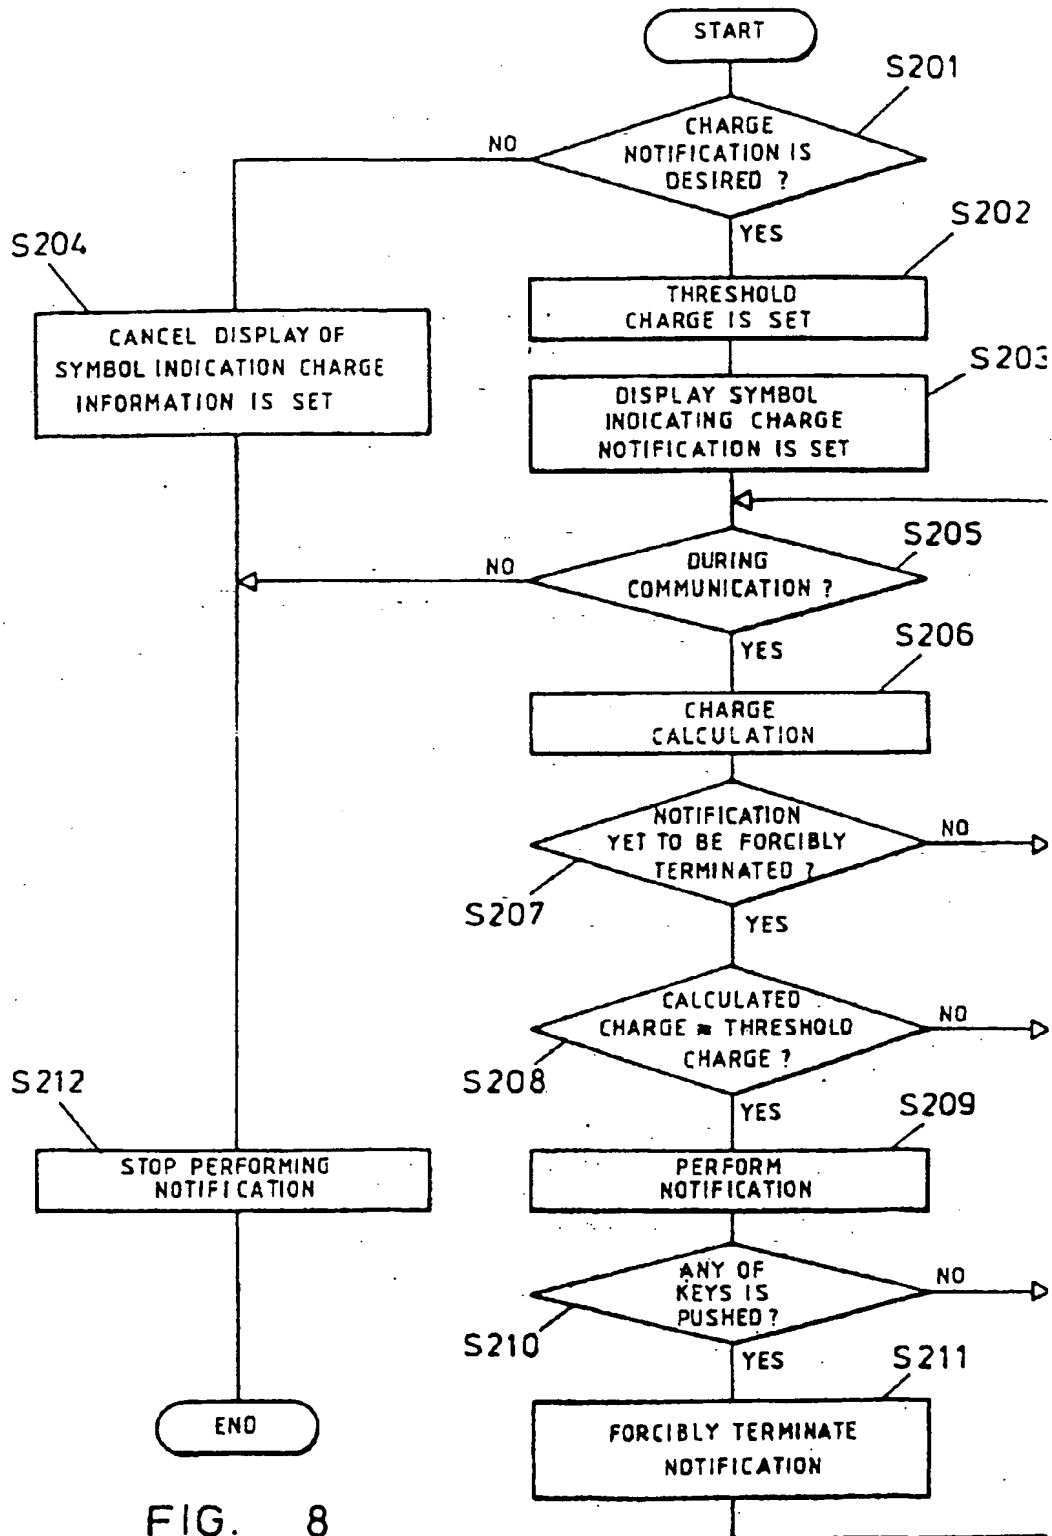 START
S201
CHARGE
NOTIFICATION IS
DESIRED ?
NO
YES
S202
THRESHOLD
CHARGE IS SET
S204
CANCEL DISPLAY OF
SYMBOL INDICATION CHARGE
INFORMATION IS SET
S203
DISPLAY SYMBOL
INDICATING CHARGE
NOTIFICATION IS SET
S205
DURING
COMMUNICATION ?
NO
YES
S206
CHARGE
CALCULATION
NOTIFICATION
YET TO BE FORCIBLY
TERMINATED ?
NO
S207
YES
CALCULATED
CHARGE ≈ THRESHOLD
CHARGE ?
NO
S208
YES
S212
STOP PERFORMING
NOTIFICATION
S209
PERFORM
NOTIFICATION
ANY OF
KEYS IS
PUSHED ?
NO
S210
YES
S211
FORCIBLY TERMINATE
NOTIFICATION
END
FIG. 8